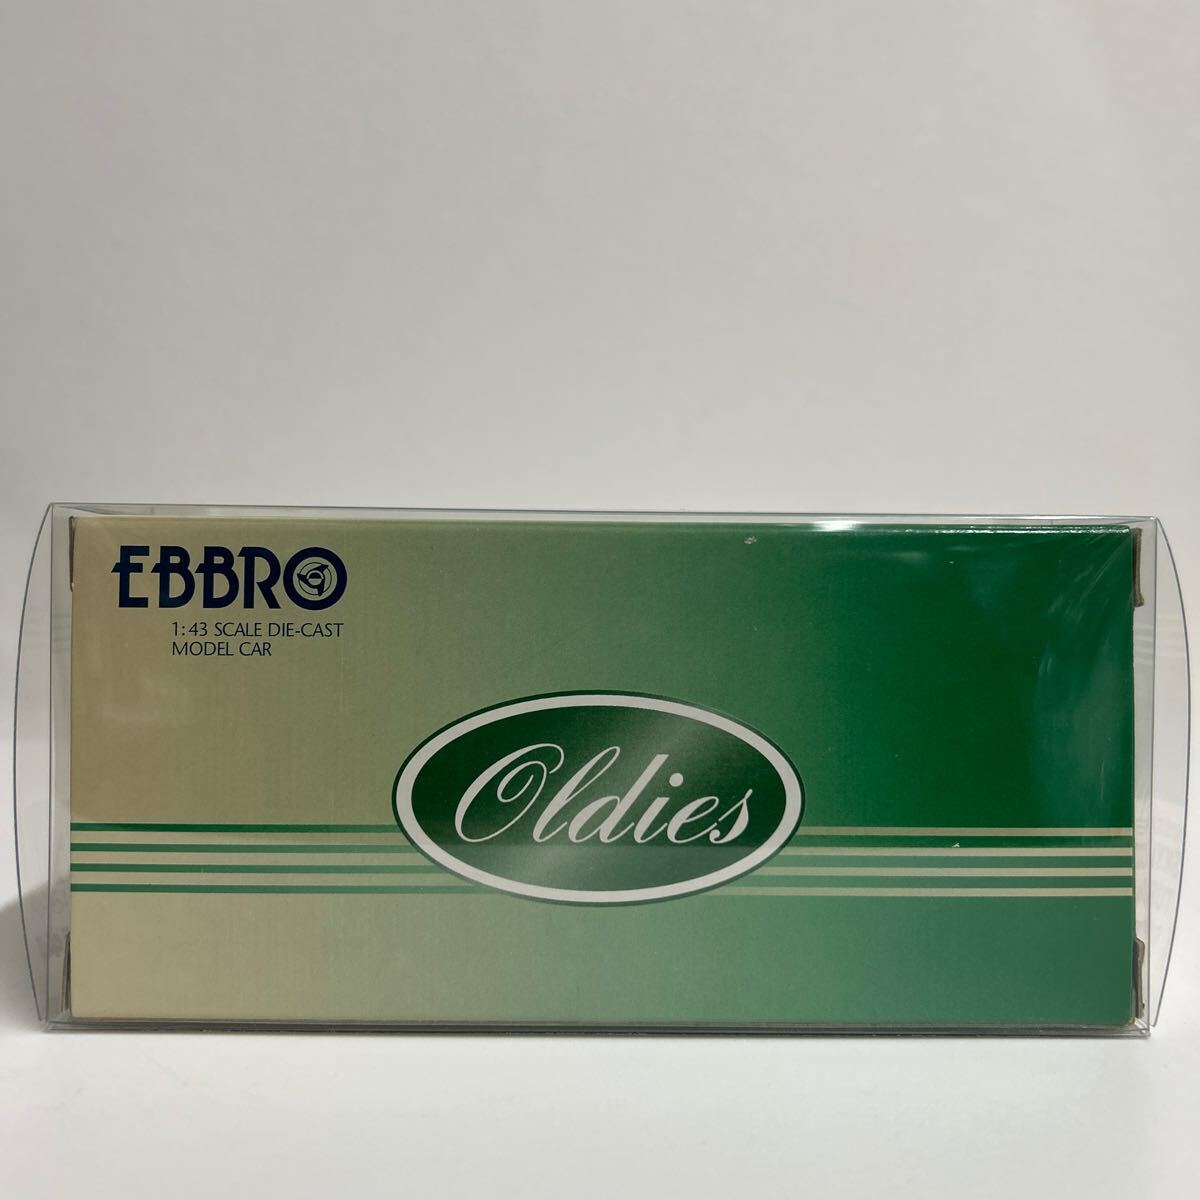 EBBRO
1:43 SCALE DIE-CAST
MODEL CAR
Oldies